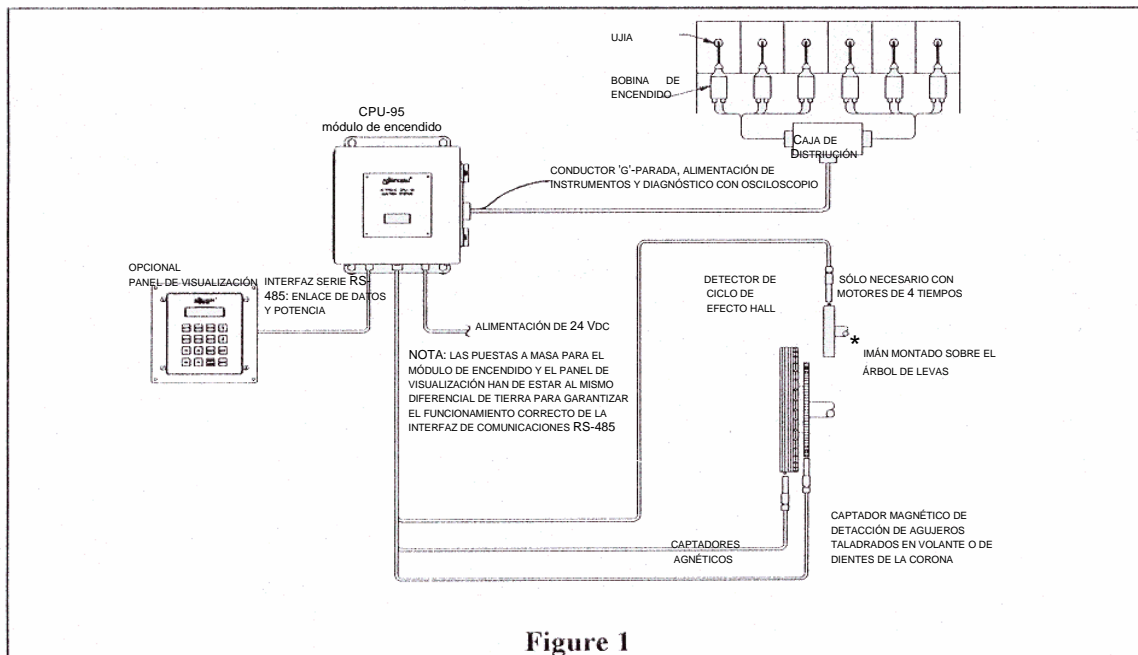 UJIA
BOBINA DE
ENCENDIDO
CPU-95
módulo de encendido
CAJA DE
DISTRIUCIÓN
CONDUCTOR 'G'-PARADA, ALIMENTACIÓN DE
INSTRUMENTOS Y DIAGNÓSTICO CON OSCILOSCOPIO
OPCIONAL
PANEL DE VISUALIZACIÓN
INTERFAZ SERIE RS-
485: ENLACE DE DATOS
Y POTENCIA
DETECTOR DE
CICLO DE
EFECTO HALL
SÓLO NECESARIO CON
MOTORES DE 4 TIEMPOS
ALIMENTACIÓN DE 24 VDC
* IMÁN MONTADO SOBRE EL
ÁRBOL DE LEVAS
NOTA: LAS PUESTAS A MASA PARA EL
MÓDULO DE ENCENDIDO Y EL PANEL DE
VISUALIZACIÓN HAN DE ESTAR AL MISMO
DIFERENCIAL DE TIERRA PARA GARANTIZAR
EL FUNCIONAMIENTO CORRECTO DE LA
INTERFAZ DE COMUNICACIONES RS-485
CAPTADORES
AGNÉTICOS
CAPTADOR MAGNÉTICO DE
DETACCIÓN DE AGUJEROS
TALADRADOS EN VOLANTE O DE
DIENTES DE LA CORONA
Figure 1